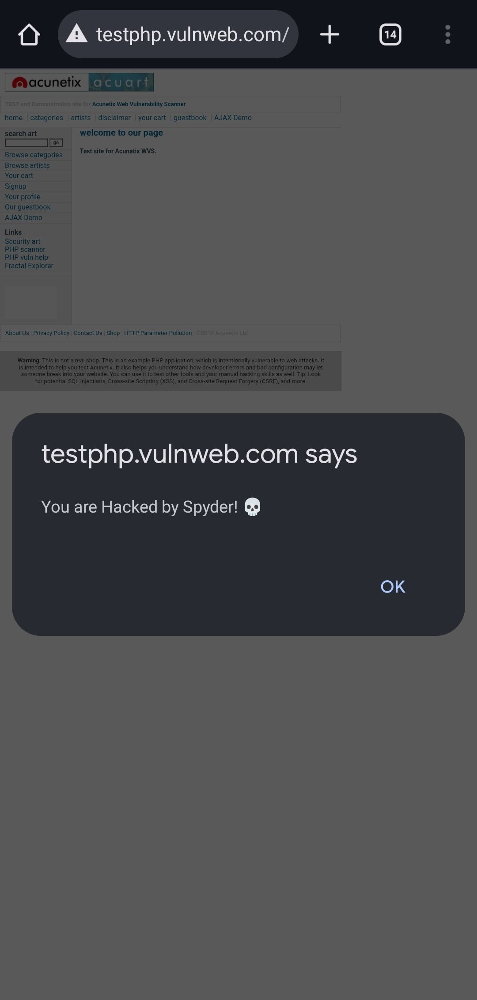 testphp.vulnweb.com/
14
acunetix acuart
TEST and Demonstration site for Acunetix Web Vulnerability Scanner
home | categories | artists | disclaimer | your cart | guestbook | AJAX Demo
search art
go
Browse categories
Browse artists
Your cart
Signup
Your profile
Our guestbook
AJAX Demo
Links
Security art
PHP scanner
PHP vuln help
Fractal Explorer
welcome to our page
Test site for Acunetix WVS.
About Us | Privacy Policy | Contact Us | Shop | HTTP Parameter Pollution | ©2019 Acunetix Ltd
Warning: This is not a real shop. This is an example PHP application, which is intentionally vulnerable to web attacks. It
is intended to help you test Acunetix. It also helps you understand how developer errors and bad configuration may let
someone break into your website. You can use it to test other tools and your manual hacking skills as well. Tip: Look
for potential SQL Injections, Cross-site Scripting (XSS), and Cross-site Request Forgery (CSRF), and more.
testphp.vulnweb.com says
You are Hacked by Spyder! 💀
OK